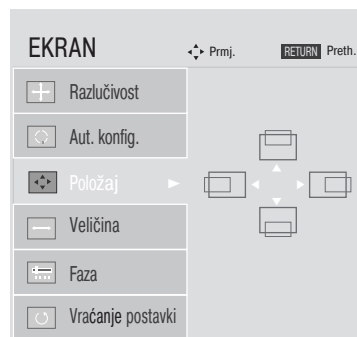 EKRAN
Prmj. RETURN Preth.
Razlučivost
Aut. konfig.
Položaj
Veličina
Faza
Vraćanje postavki